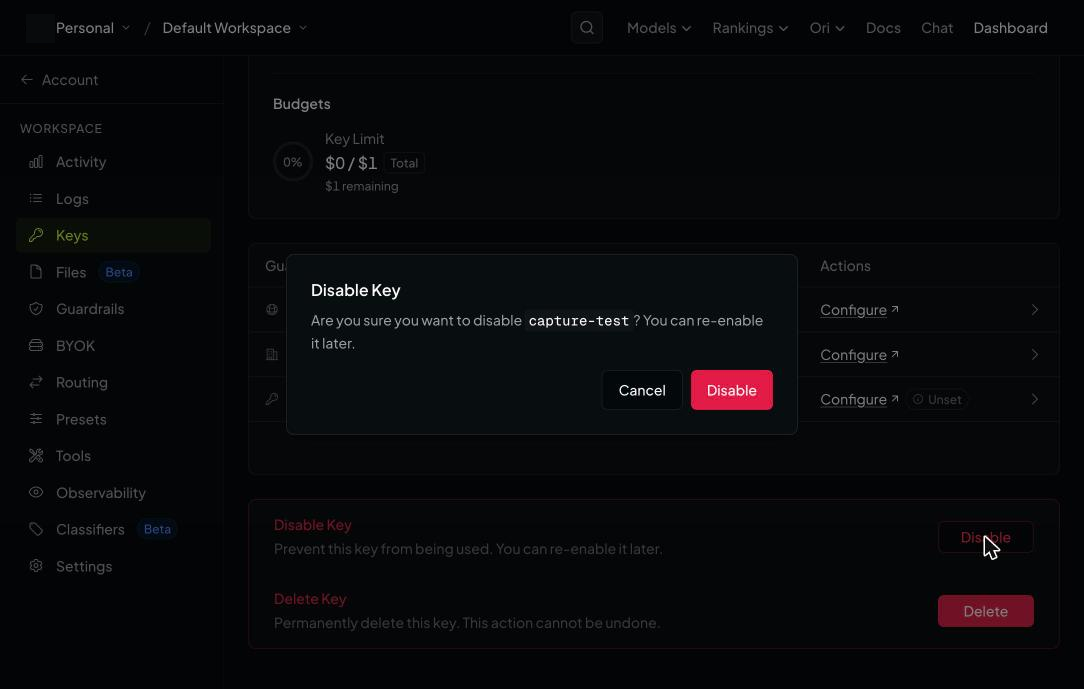 Personal / Default Workspace Models Rankings Ori Docs Chat Dashboard
Account
WORKSPACE
Activity
Logs
Keys
Files Beta
Guardrails
BYOK
Routing
Presets
Tools
Observability
Classifiers Beta
Settings
Budgets
Key Limit
0% $0 / $1 Total
$1 remaining
Actions
Configure
Configure
Configure Unset
Disable Key
Are you sure you want to disable capture-test? You can re-enable
it later.
Cancel Disable
Disable Key
Prevent this key from being used. You can re-enable it later.
Disable
Delete Key
Permanently delete this key. This action cannot be undone.
Delete